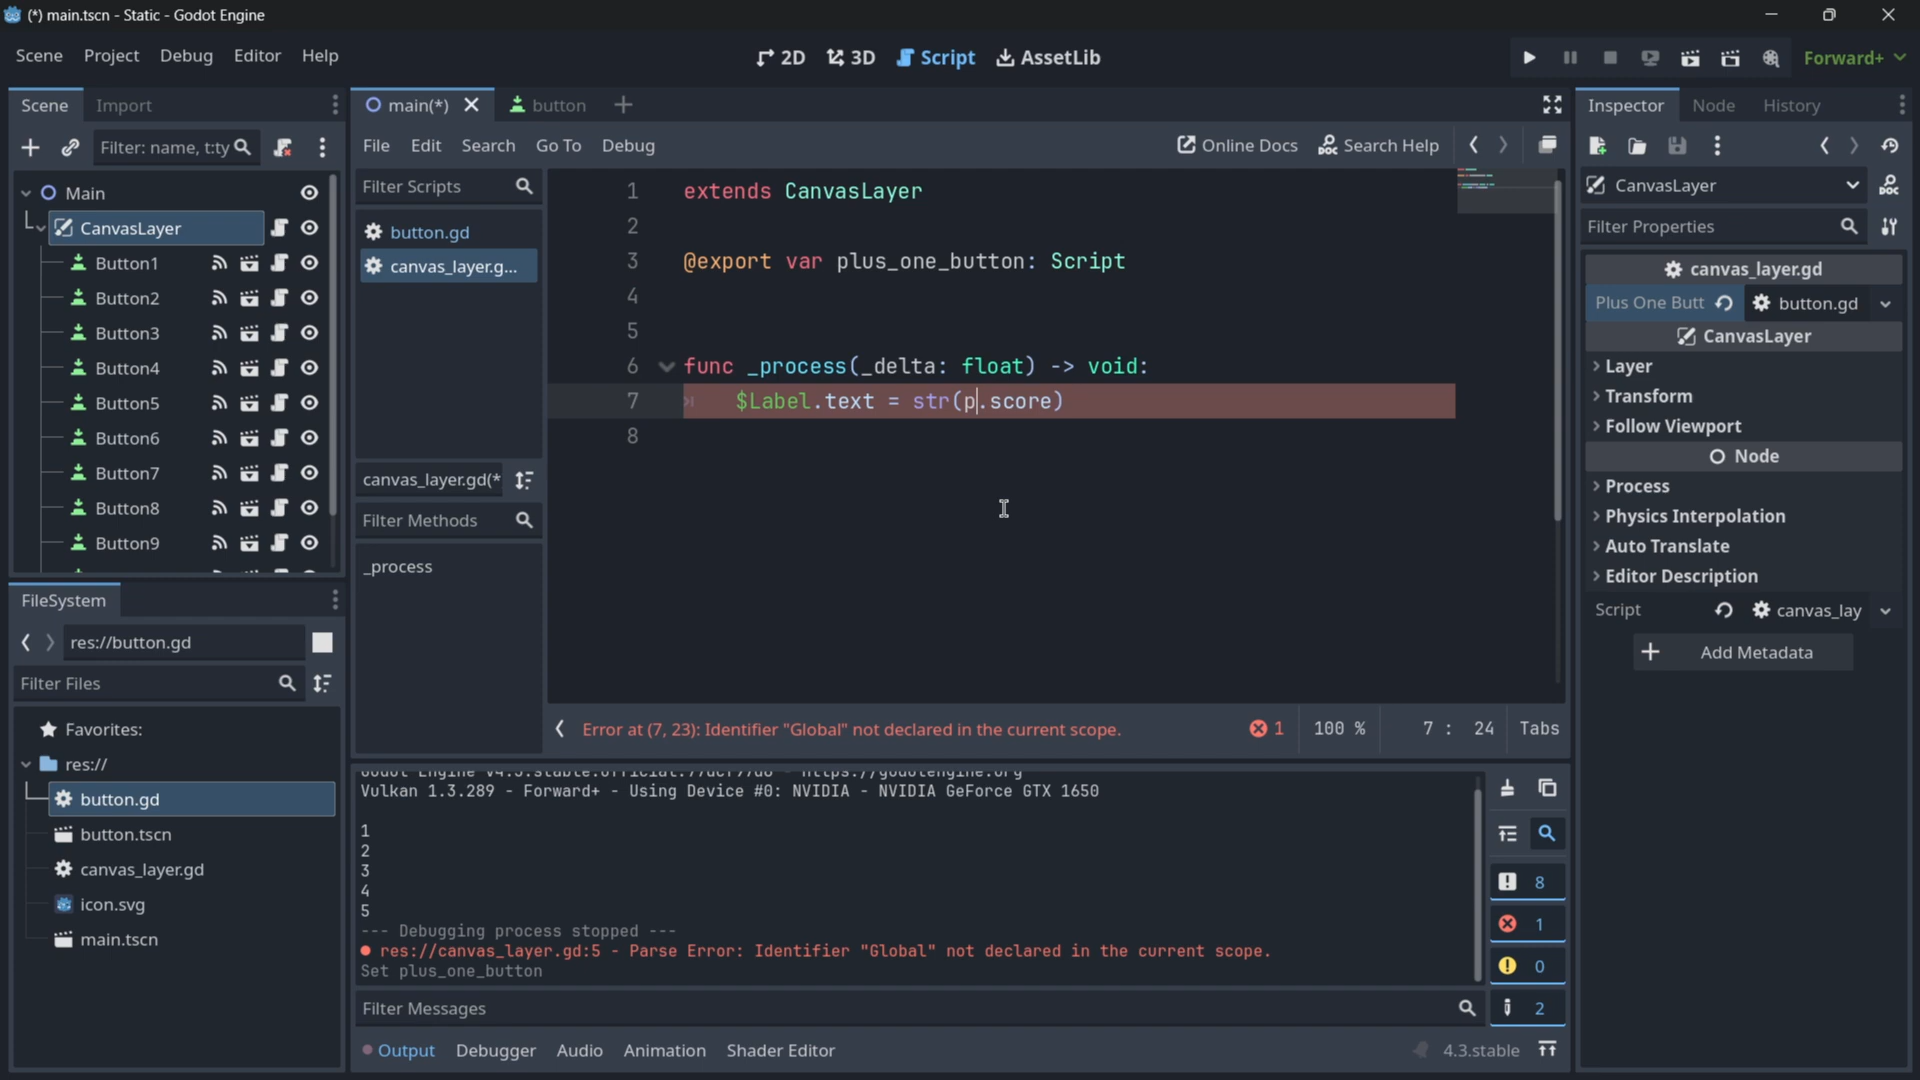 (*) main.tscn - Static - Godot Engine
Scene Project Debug Editor Help
2D 3D Script AssetLib
Forward+
Scene Import
main(*) button
Inspector Node History
Filter: name, t:ty
File Edit Search Go To Debug
Online Docs Search Help
Main
CanvasLayer
Button1
Button2
Button3
Button4
Button5
Button6
Button7
Button8
Button9
Filter Scripts
button.gd
canvas_layer.g...
canvas_layer.gd(*
Filter Methods
_process
1 extends CanvasLayer
2
3 @export var plus_one_button: Script
4
5
6 func _process(_delta: float) -> void:
7 $Label.text = str(p.score)
8
Error at (7, 23): Identifier "Global" not declared in the current scope.
1 100 % 7 : 24 Tabs
CanvasLayer
Filter Properties
canvas_layer.gd
Plus One Butt button.gd
CanvasLayer
Layer
Transform
Follow Viewport
Node
Process
Physics Interpolation
Auto Translate
Editor Description
Script canvas_lay
Add Metadata
FileSystem
res://button.gd
Filter Files
Favorites:
res://
button.gd
button.tscn
canvas_layer.gd
icon.svg
main.tscn
Vulkan 1.3.289 - Forward+ - Using Device #0: NVIDIA - NVIDIA GeForce GTX 1650
1
2
3
4
5
--- Debugging process stopped ---
res://canvas_layer.gd:5 - Parse Error: Identifier "Global" not declared in the current scope.
Set plus_one_button
Filter Messages
8
1
0
2
Output Debugger Audio Animation Shader Editor
4.3.stable